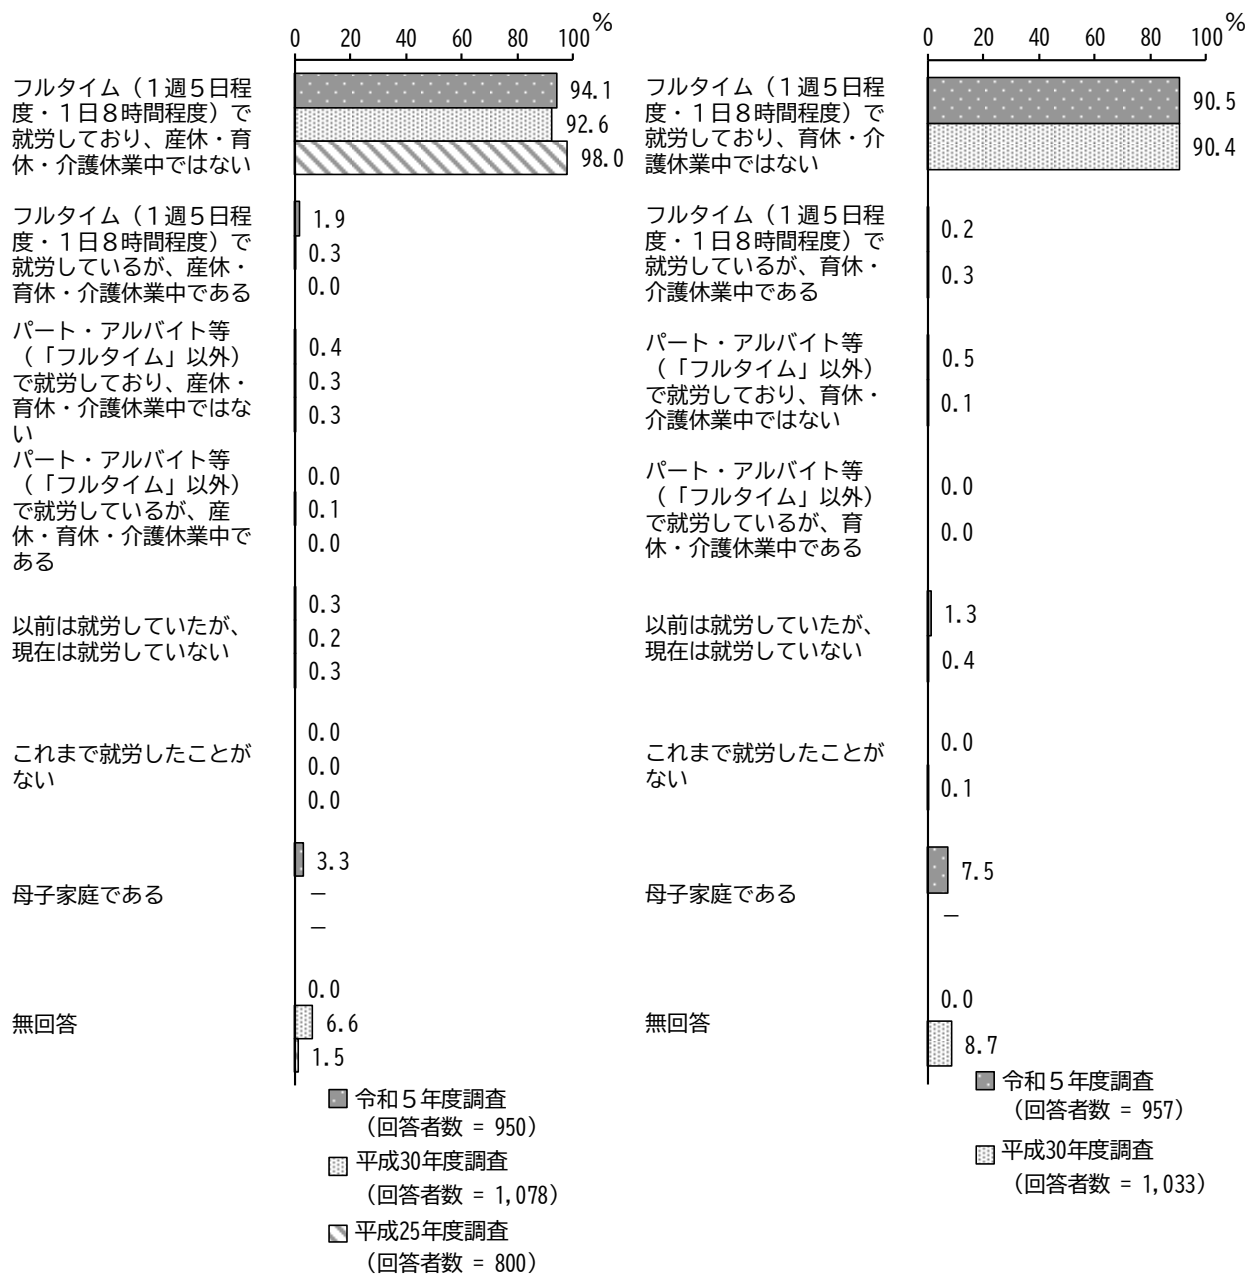 %
0 20 40 60 80 100
フルタイム（１週５日程
度・１日８時間程度）で
就労しており、産休・育
休・介護休業中ではない
94.1
92.6
98.0
フルタイム（１週５日程
度・１日８時間程度）で
就労しているが、産休・
育休・介護休業中である
1.9
0.3
0.0
パート・アルバイト等
（「フルタイム」以外）
で就労しており、産休・
育休・介護休業中ではな
い
0.4
0.3
0.3
パート・アルバイト等
（「フルタイム」以外）
で就労しているが、産
休・育休・介護休業中で
ある
0.0
0.1
0.0
以前は就労していたが、
現在は就労していない
0.3
0.2
0.3
これまで就労したことが
ない
0.0
0.0
0.0
母子家庭である
3.3
－
－
無回答
0.0
6.6
1.5
令和５年度調査
（回答者数 = 950）
平成30年度調査
（回答者数 = 1,078）
平成25年度調査
（回答者数 = 800）
%
0 20 40 60 80 100
フルタイム（１週５日程
度・１日８時間程度）で
就労しており、育休・介
護休業中ではない
90.5
90.4
フルタイム（１週５日程
度・１日８時間程度）で
就労しているが、育休・
介護休業中である
0.2
0.3
パート・アルバイト等
（「フルタイム」以外）
で就労しており、育休・
介護休業中ではない
0.5
0.1
パート・アルバイト等
（「フルタイム」以外）
で就労しているが、育
休・介護休業中である
0.0
0.0
以前は就労していたが、
現在は就労していない
1.3
0.4
これまで就労したことが
ない
0.0
0.1
母子家庭である
7.5
－
無回答
0.0
8.7
令和５年度調査
（回答者数 = 957）
平成30年度調査
（回答者数 = 1,033）